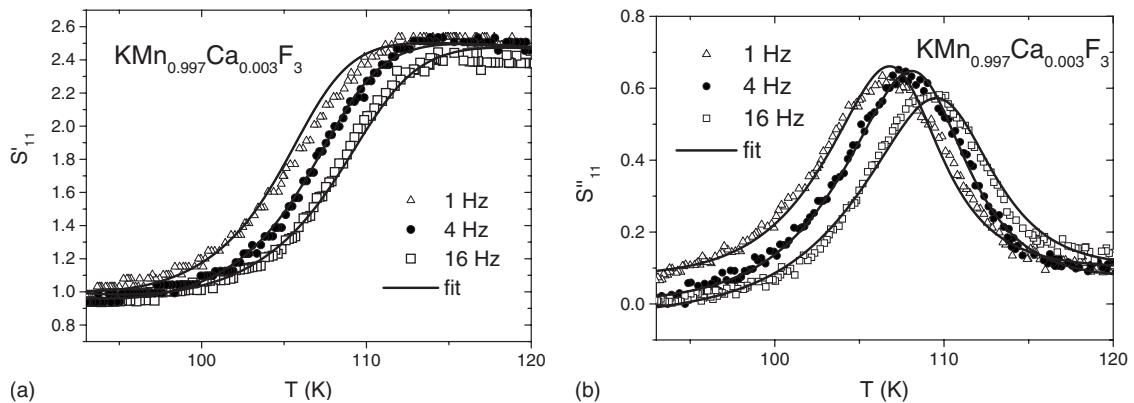 KMn0.997Ca0.003F3
S'11
2.6
2.4
2.2
2.0
1.8
1.6
1.4
1.2
1.0
0.8
1 Hz
4 Hz
16 Hz
fit
100
110
120
T (K)
(a)
KMn0.997Ca0.003F3
S''11
0.8
0.6
0.4
0.2
0.0
1 Hz
4 Hz
16 Hz
fit
100
110
120
T (K)
(b)